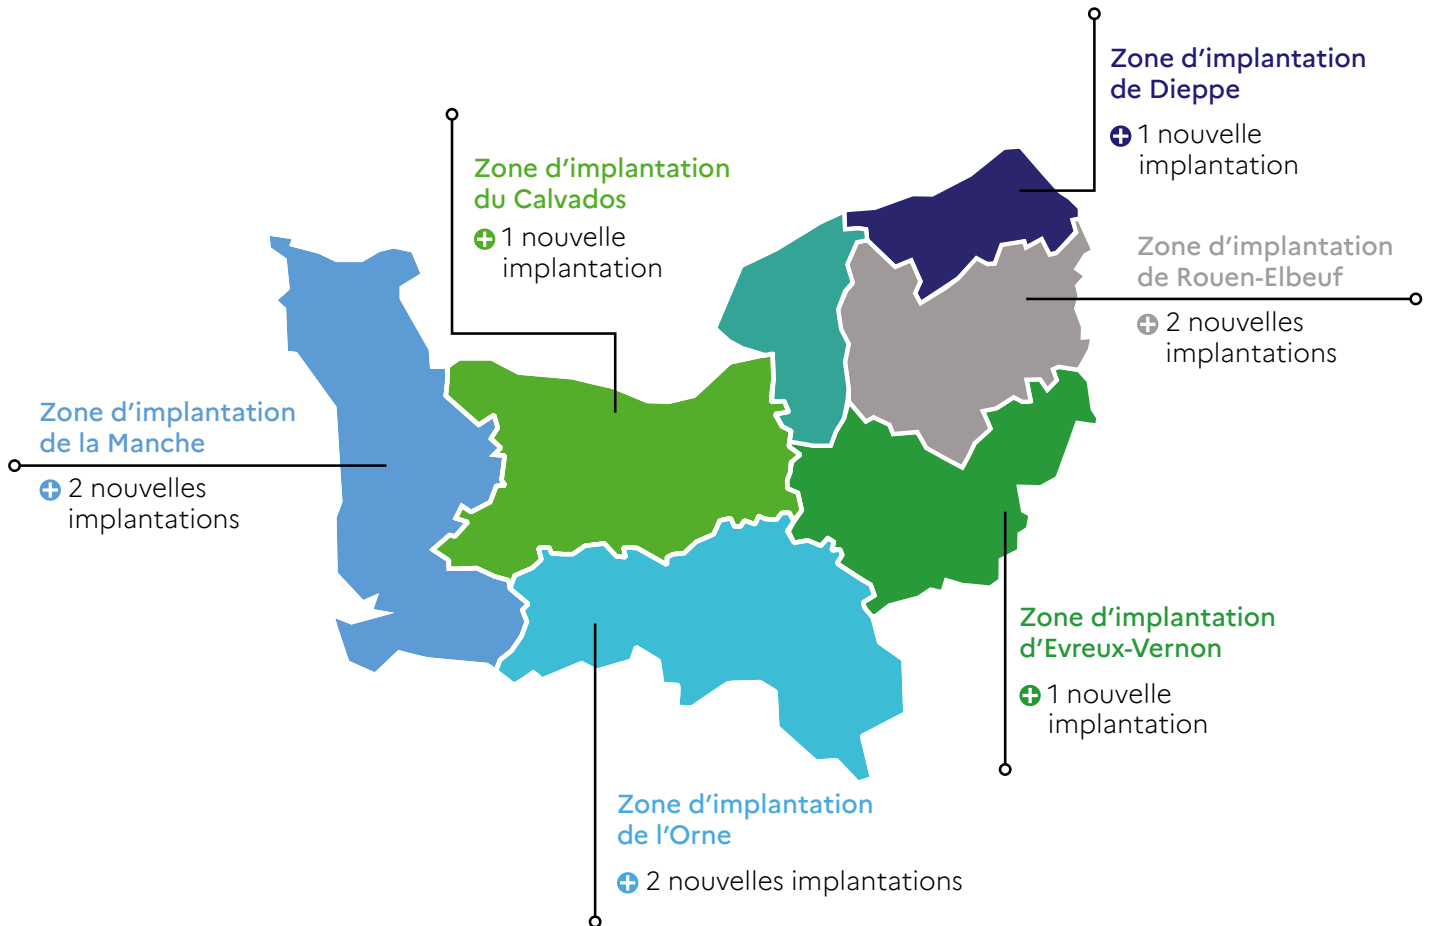 Zone d’implantation
de Dieppe
1 nouvelle
implantation
Zone d’implantation
du Calvados
1 nouvelle
implantation
Zone d’implantation
de Rouen-Elbeuf
2 nouvelles
implantations
Zone d’implantation
de la Manche
2 nouvelles
implantations
Zone d’implantation
d’Evreux-Vernon
1 nouvelle
implantation
Zone d’implantation
de l’Orne
2 nouvelles implantations